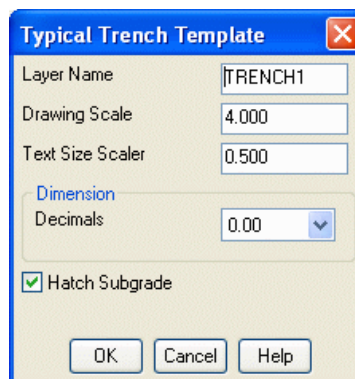 Typical Trench Template
Layer Name TRENCH1
Drawing Scale 4.000
Text Size Scaler 0.500
Dimension
Decimals 0.00
Hatch Subgrade
OK Cancel Help